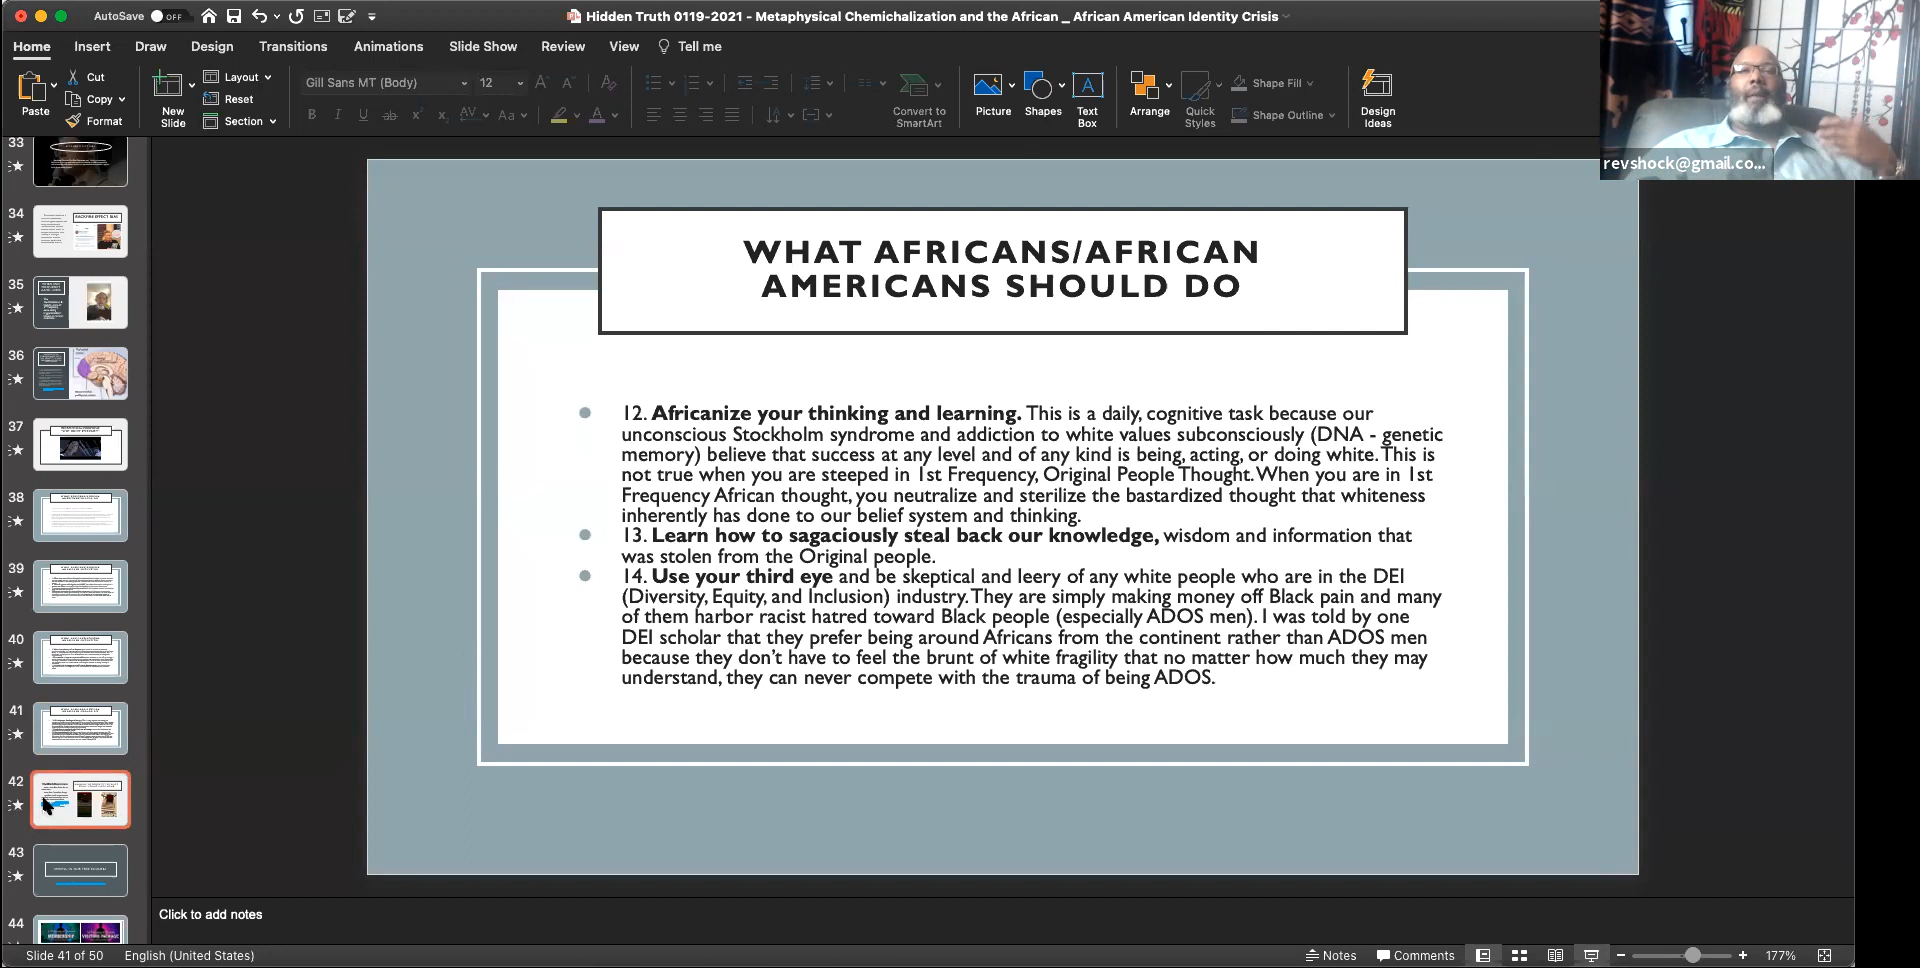 AutoSave OFF
Hidden Truth 0119-2021 - Metaphysical Chemichalization and the African _ African American Identity Crisis
Home Insert Draw Design Transitions Animations Slide Show Review View Tell me
Paste
Cut
Copy
Format
New
Slide
Layout
Reset
Section
Gill Sans MT (Body) 12
Convert to
SmartArt
Picture
Shapes
Text
Box
Arrange
Quick
Styles
Shape Fill
Shape Outline
Design
Ideas
revshock@gmail.co...
33
34
BACKFIRE EFFECT BIAS
35
36
37
38
39
40
41
42
43
44
WHAT AFRICANS/AFRICAN
AMERICANS SHOULD DO
12. Africanize your thinking and learning. This is a daily, cognitive task because our
unconscious Stockholm syndrome and addiction to white values subconsciously (DNA - genetic
memory) believe that success at any level and of any kind is being, acting, or doing white. This is
not true when you are steeped in 1st Frequency, Original People Thought. When you are in 1st
Frequency African thought, you neutralize and sterilize the bastardized thought that whiteness
inherently has done to our belief system and thinking.
13. Learn how to sagaciously steal back our knowledge, wisdom and information that
was stolen from the Original people.
14. Use your third eye and be skeptical and leery of any white people who are in the DEI
(Diversity, Equity, and Inclusion) industry. They are simply making money off Black pain and many
of them harbor racist hatred toward Black people (especially ADOS men). I was told by one
DEI scholar that they prefer being around Africans from the continent rather than ADOS men
because they don't have to feel the brunt of white fragility that no matter how much they may
understand, they can never compete with the trauma of being ADOS.
Click to add notes
Slide 41 of 50 English (United States) Notes Comments 177%